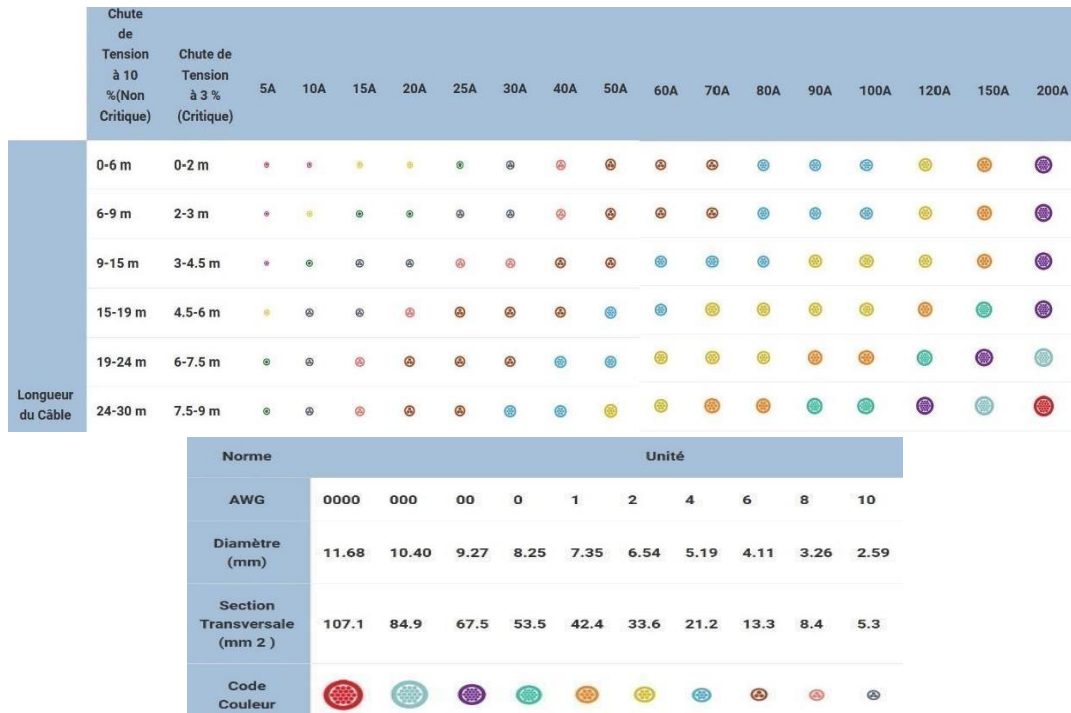 Chute
de
Tension
à 10
%(Non
Critique)
Chute de
Tension
à 3 %
(Critique)
5A 10A 15A 20A 25A 30A 40A 50A 60A 70A 80A 90A 100A 120A 150A 200A
0-6 m 0-2 m
6-9 m 2-3 m
9-15 m 3-4.5 m
15-19 m 4.5-6 m
19-24 m 6-7.5 m
Longueur
du Câble
24-30 m 7.5-9 m
Norme Unité
AWG 0000 000 00 0 1 2 4 6 8 10
Diamètre
(mm)
11.68 10.40 9.27 8.25 7.35 6.54 5.19 4.11 3.26 2.59
Section
Transversale
(mm 2 )
107.1 84.9 67.5 53.5 42.4 33.6 21.2 13.3 8.4 5.3
Code
Couleur